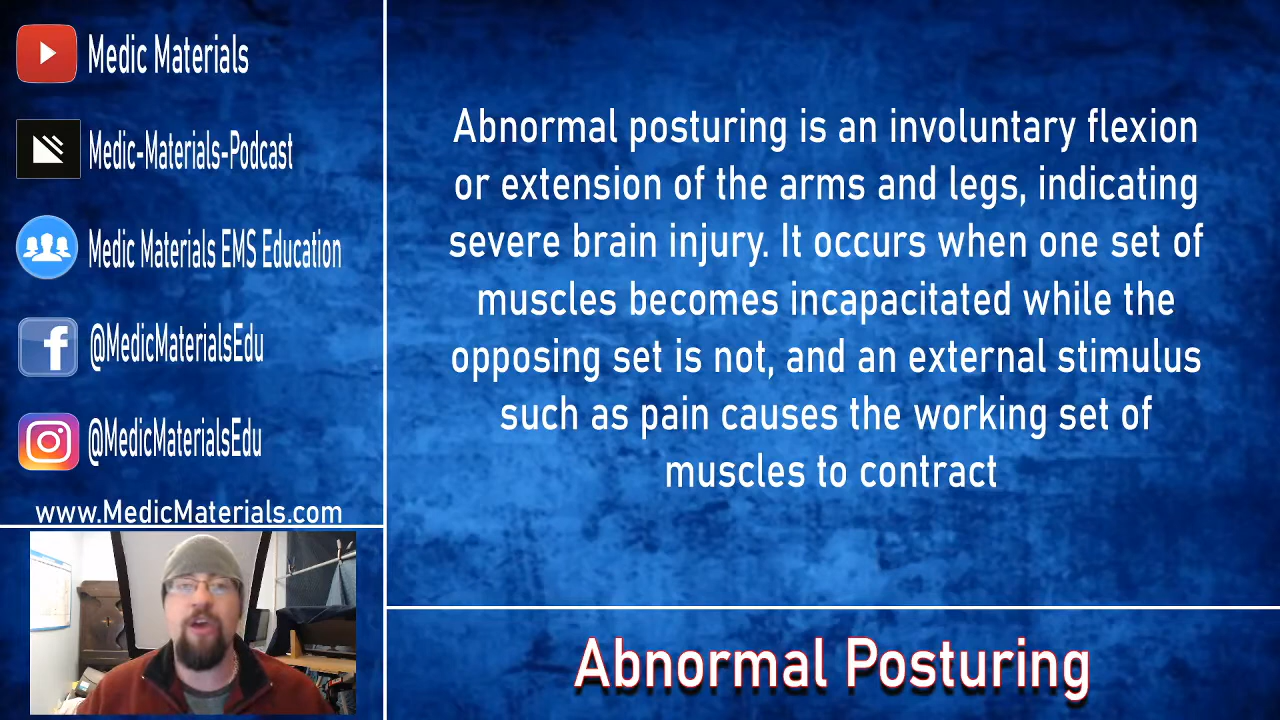 Medic Materials
Medic-Materials-Podcast
Medic Materials EMS Education
@MedicMaterialsEdu
@MedicMaterialsEdu
www.MedicMaterials.com
Abnormal posturing is an involuntary flexion
or extension of the arms and legs, indicating
severe brain injury. It occurs when one set of
muscles becomes incapacitated while the
opposing set is not, and an external stimulus
such as pain causes the working set of
muscles to contract
Abnormal Posturing